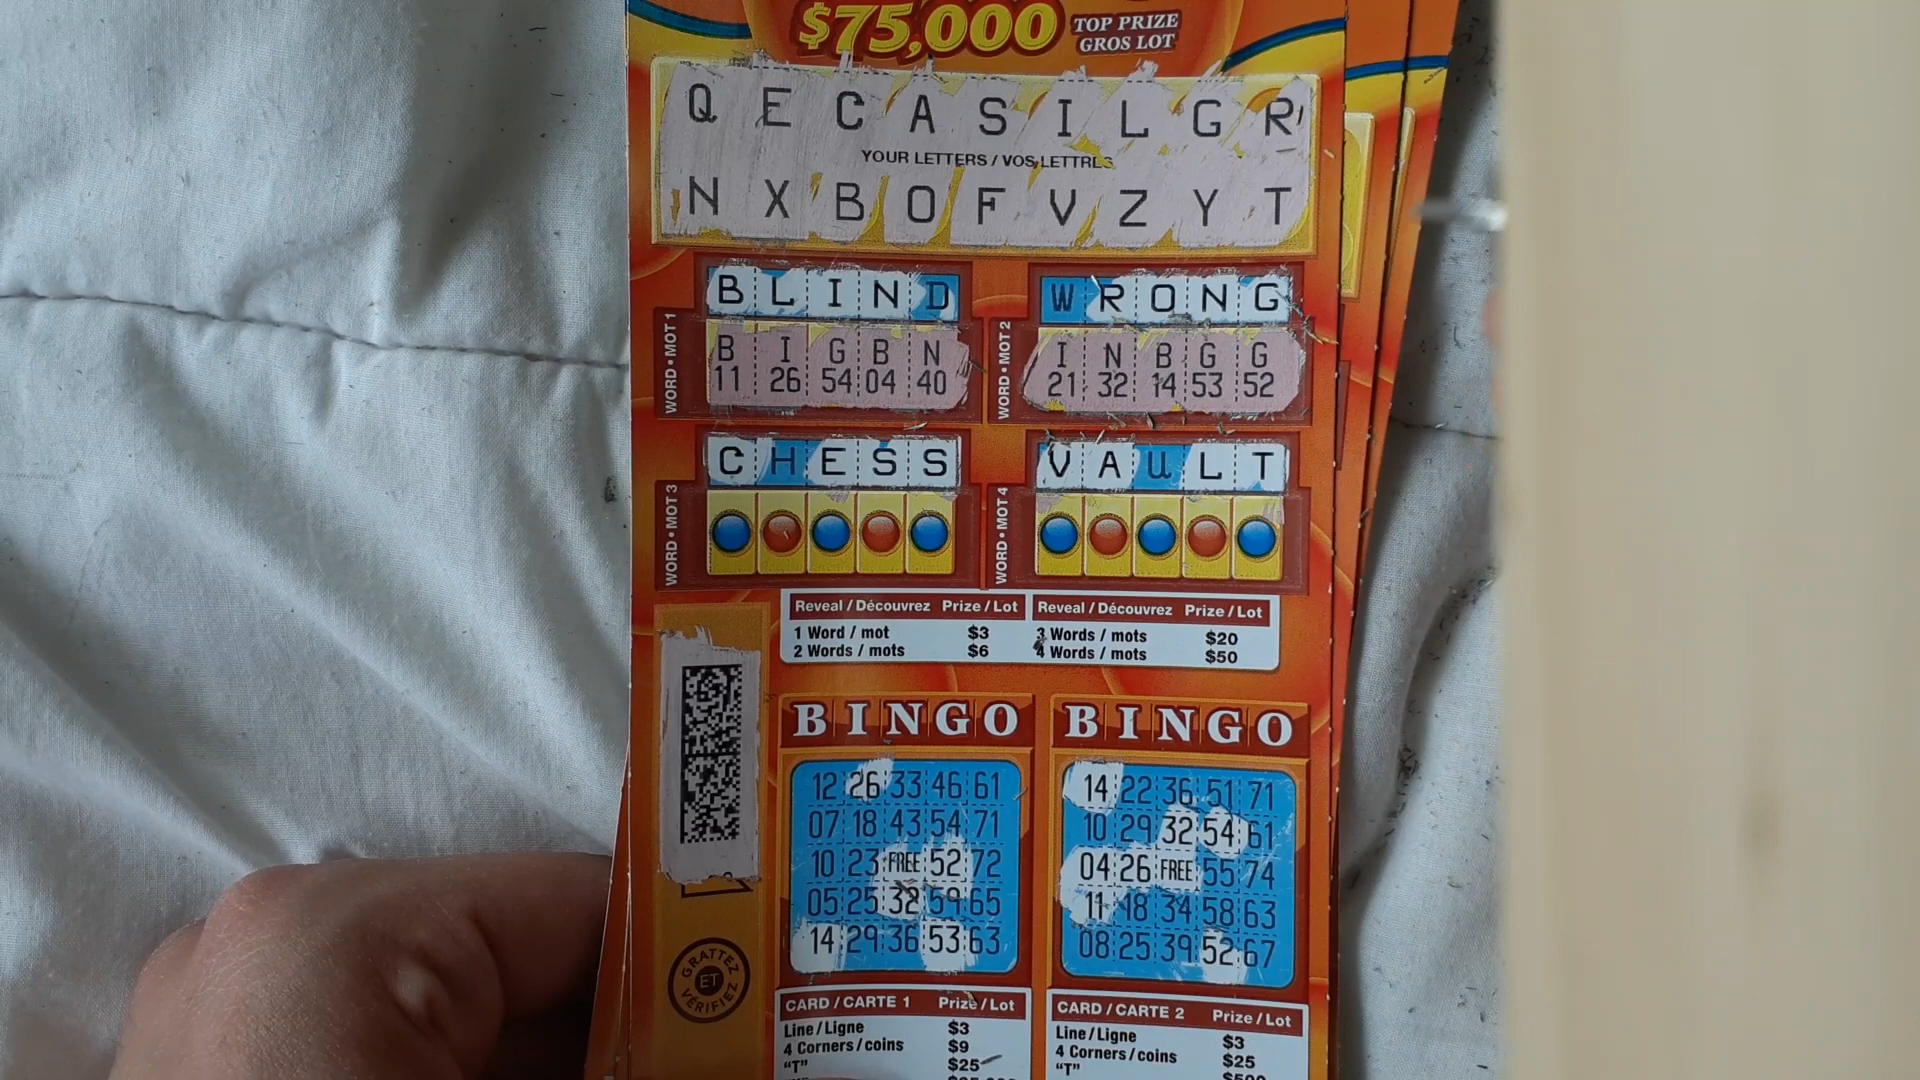 $75,000 TOP PRIZE
GROS LOT
Q E C A S I L G R
YOUR LETTERS / VOS LETTRES
N X B O F V Z Y T
BLIND WRONG
WORD • MOT 1
B I G B N
11 26 54 04 40
WORD • MOT 2
I N B G G
21 32 14 53 52
CHESS VAULT
WORD • MOT 3
WORD • MOT 4
Reveal / Découvrez Prize / Lot Reveal / Découvrez Prize / Lot
1 Word / mot $3 3 Words / mots $20
2 Words / mots $6 4 Words / mots $50
BINGO
12 26 33 46 61
07 18 43 54 71
10 23 FREE 52 72
05 25 32 59 65
14 29 36 53 63
BINGO
14 22 36 51 71
10 29 32 54 61
04 26 FREE 55 74
11 18 34 58 63
08 25 39 52 67
GRATTEZ
ET
VÉRIFIEZ
CARD / CARTE 1 Prize / Lot
Line / Ligne $3
4 Corners / coins $9
"T" $25
CARD / CARTE 2 Prize / Lot
Line / Ligne $3
4 Corners / coins $25
"T"